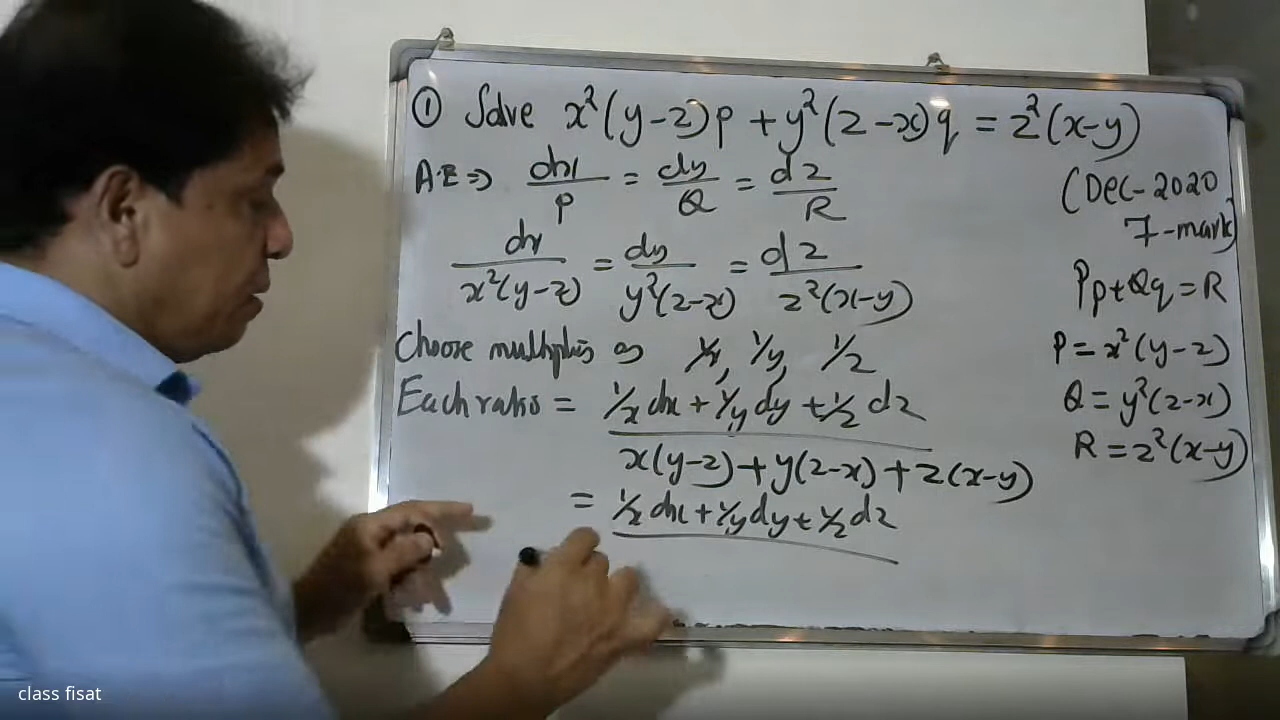 ① Solve x²(y-z)p + y²(z-x)q = z²(x-y)
A.E ⇒ dx/P = dy/Q = dz/R
(Dec-2020
7-mark)
dx/x²(y-z) = dy/y²(z-x) = dz/z²(x-y)
Pp+Qq=R
Choose multiplies as 1/x, 1/y, 1/z
P = x²(y-z)
Each ratio = 1/x dx + 1/y dy + 1/z dz
Q = y²(z-x)
x(y-z)+y(z-x)+z(x-y)
R = z²(x-y)
= 1/x dx + 1/y dy + 1/z dz
class fisat